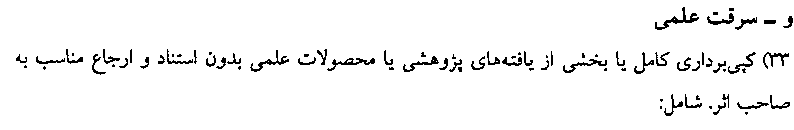 و ـ سرقت علمی
۳۳) کپی‌برداری کامل یا بخشی از یافته‌های پژوهشی یا محصولات علمی بدون استناد و ارجاع مناسب به
صاحب اثر. شامل: